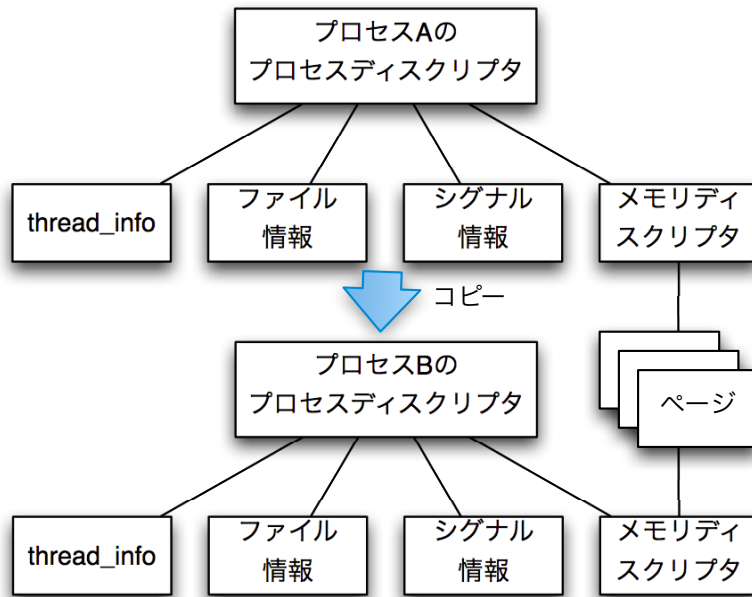 プロセスAの
プロセスディスクリプタ
thread_info
ファイル
情報
シグナル
情報
メモリディ
スクリプタ
コピー
プロセスBの
プロセスディスクリプタ
ページ
thread_info
ファイル
情報
シグナル
情報
メモリディ
スクリプタ